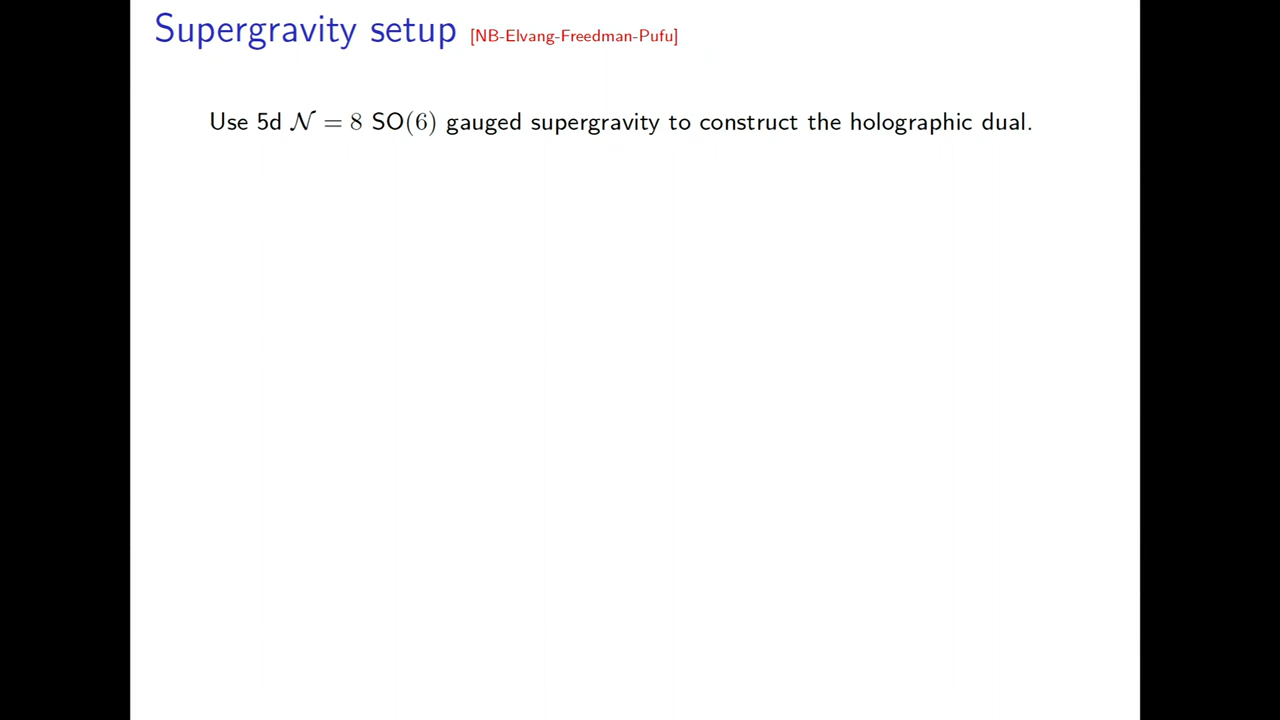 Supergravity setup [NB-Elvang-Freedman-Pufu]
Use 5d 𝒩 = 8 SO(6) gauged supergravity to construct the holographic dual.